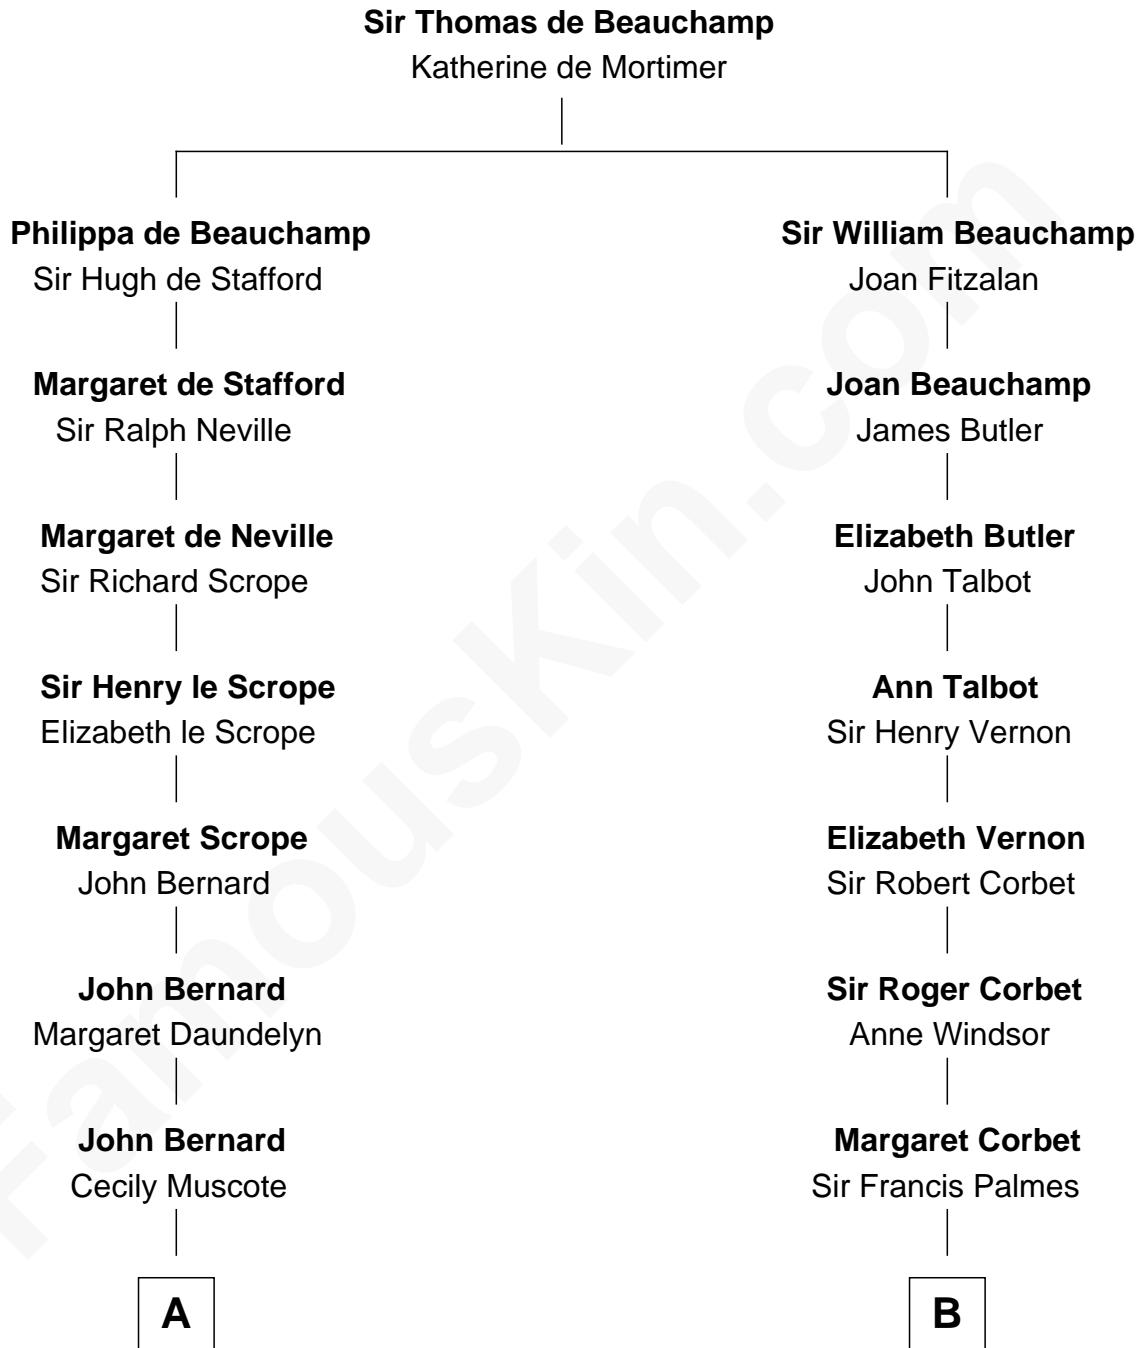 Sir Thomas de Beauchamp
Katherine de Mortimer
Philippa de Beauchamp
Sir Hugh de Stafford
Margaret de Stafford
Sir Ralph Neville
Margaret de Neville
Sir Richard Scrope
Sir Henry le Scrope
Elizabeth le Scrope
Margaret Scrope
John Bernard
John Bernard
Margaret Daundelyn
John Bernard
Cecily Muscote
A
Sir William Beauchamp
Joan Fitzalan
Joan Beauchamp
James Butler
Elizabeth Butler
John Talbot
Ann Talbot
Sir Henry Vernon
Elizabeth Vernon
Sir Robert Corbet
Sir Roger Corbet
Anne Windsor
Margaret Corbet
Sir Francis Palmes
B
FamousKin.com